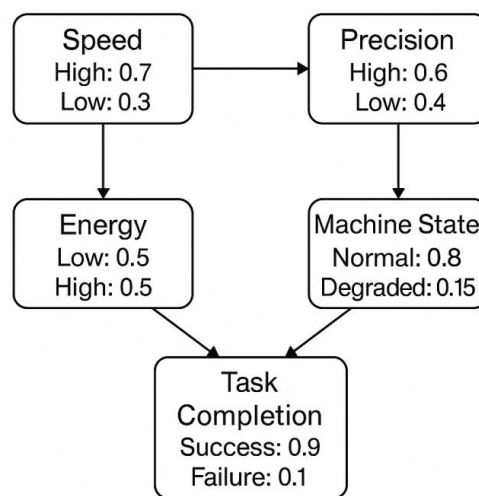 Speed
High: 0.7
Low: 0.3
Precision
High: 0.6
Low: 0.4
Energy
Low: 0.5
High: 0.5
Machine State
Normal: 0.8
Degraded: 0.15
Task
Completion
Success: 0.9
Failure: 0.1